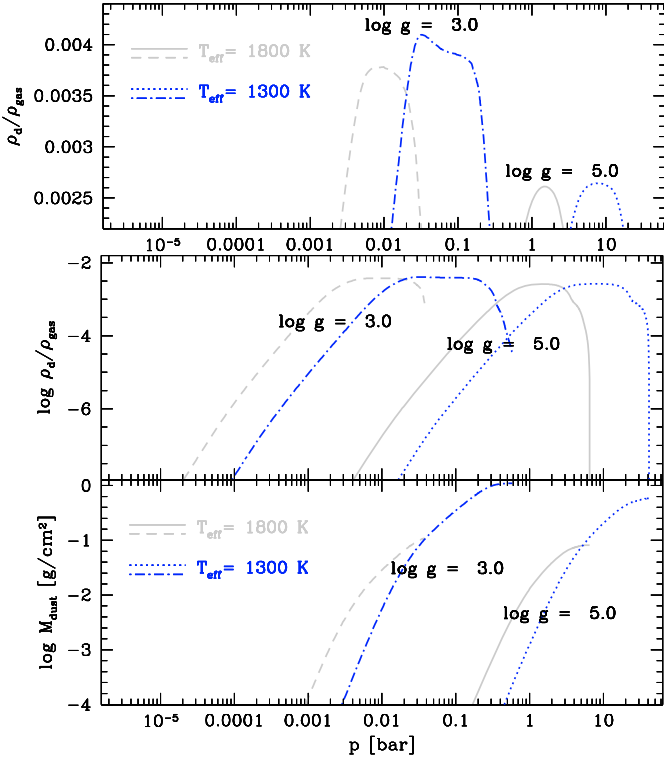 log g = 3.0
0.004
T_eff= 1800 K
0.0035
T_eff= 1300 K
ρ_d/ρ_gas
0.003
log g = 5.0
0.0025
10⁻⁵ 0.0001 0.001 0.01 0.1 1 10
−2
log g = 3.0
−4
log g = 5.0
log ρ_d/ρ_gas
−6
0
T_eff= 1800 K
−1
T_eff= 1300 K
log g = 3.0
log M_dust [g/cm²]
−2
log g = 5.0
−3
−4
10⁻⁵ 0.0001 0.001 0.01 0.1 1 10
p [bar]